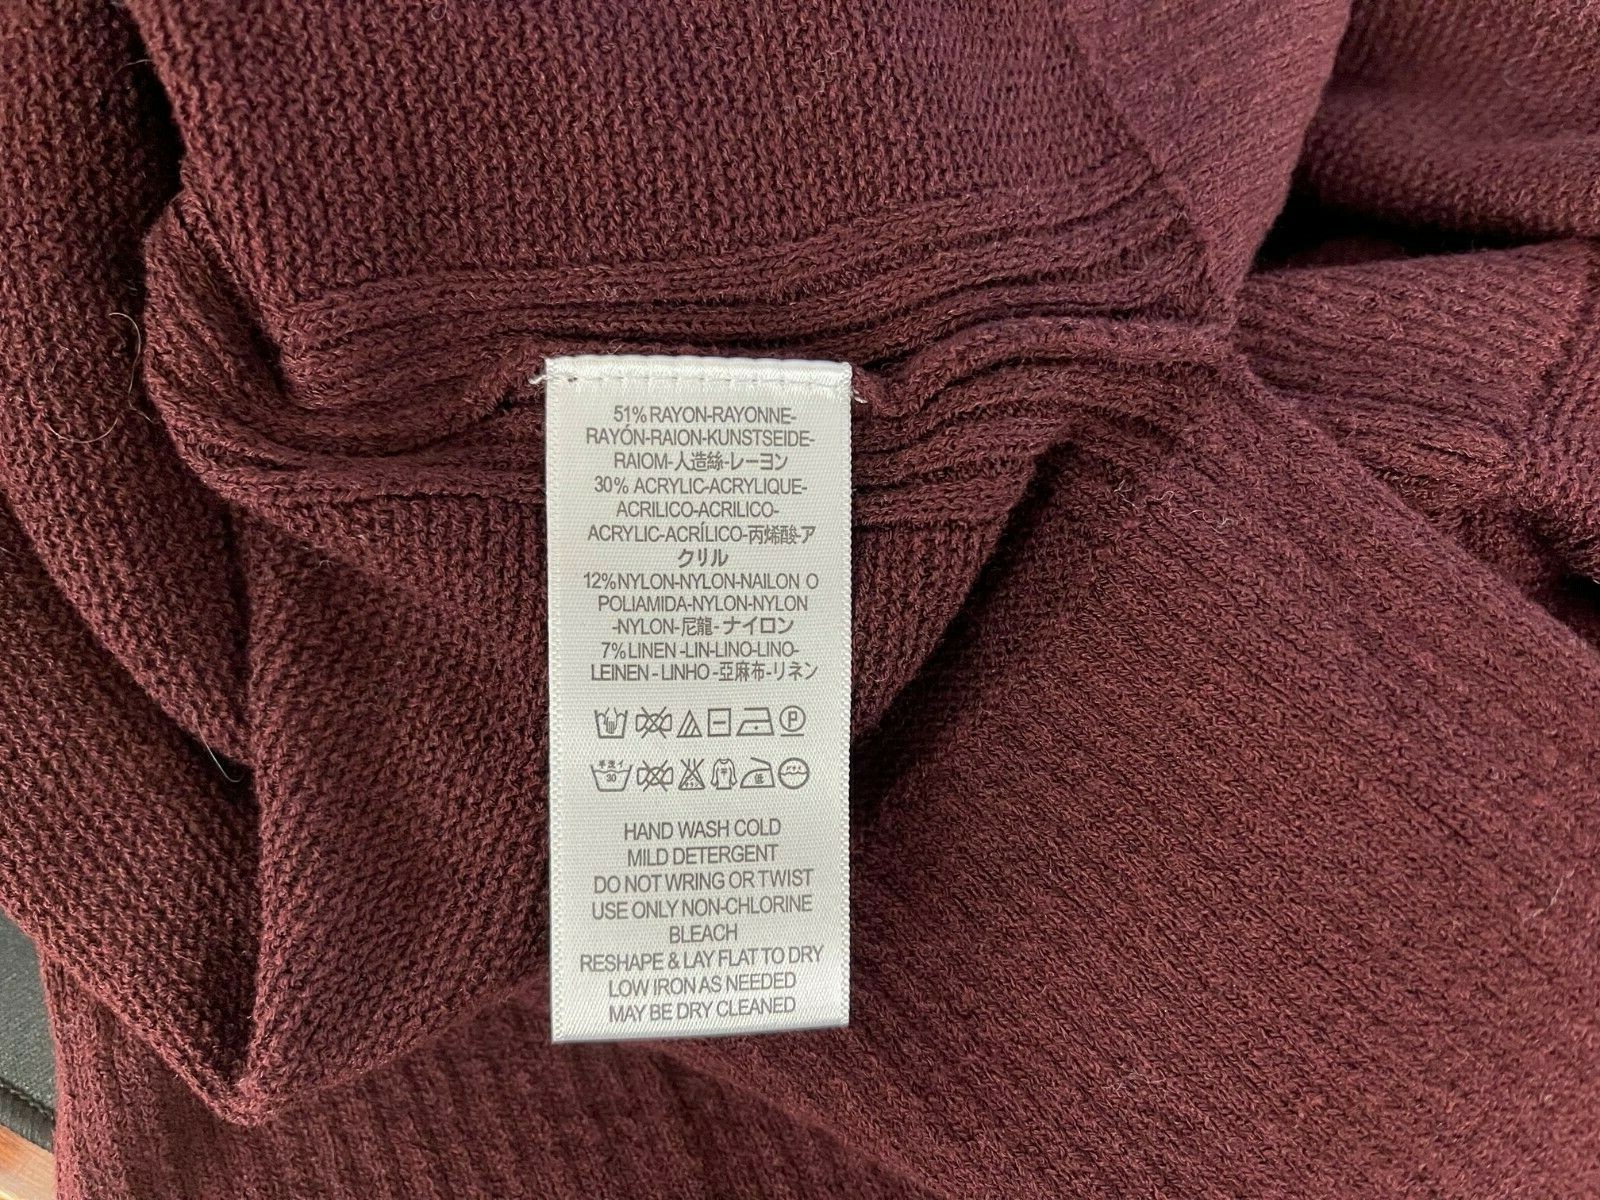 51% RAYON-RAYONNE-
RAYÓN-RAION-KUNSTSEIDE-
RAIOM-人造絲-レーヨン
30% ACRYLIC-ACRYLIQUE-
ACRILICO-ACRILICO-
ACRYLIC-ACRÍLICO-丙烯酸-ア
クリル
12%NYLON-NYLON-NAILON O
POLIAMIDA-NYLON-NYLON
-NYLON-尼龍-ナイロン
7%LINEN-LIN-LINO-LINO-
LEINEN-LINHO-亞麻布-リネン
P
30 低
HAND WASH COLD
MILD DETERGENT
DO NOT WRING OR TWIST
USE ONLY NON-CHLORINE
BLEACH
RESHAPE & LAY FLAT TO DRY
LOW IRON AS NEEDED
MAY BE DRY CLEANED